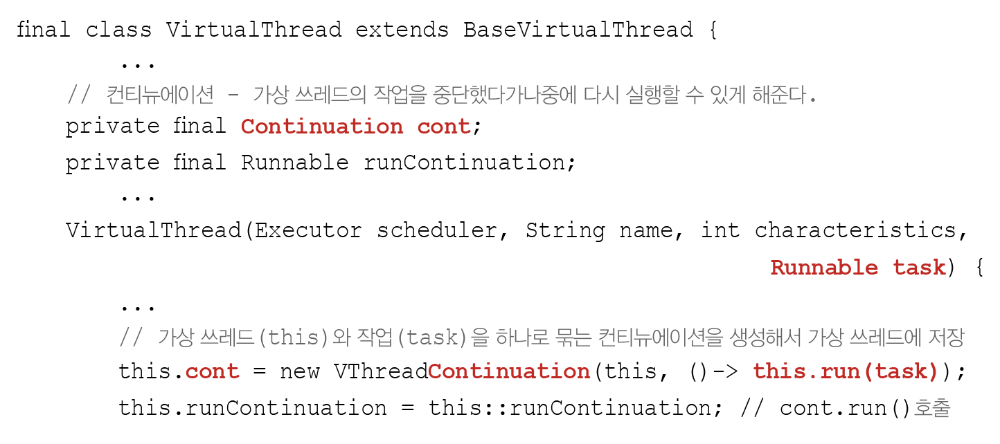 final class VirtualThread extends BaseVirtualThread {
...
// 컨티뉴에이션 - 가상 쓰레드의 작업을 중단했다가나중에 다시 실행할 수 있게 해준다.
private final Continuation cont;
private final Runnable runContinuation;
...
VirtualThread(Executor scheduler, String name, int characteristics,
Runnable task) {
...
// 가상 쓰레드(this)와 작업(task)을 하나로 묶는 컨티뉴에이션을 생성해서 가상 쓰레드에 저장
this.cont = new VThreadContinuation(this, ()-> this.run(task));
this.runContinuation = this::runContinuation; // cont.run()호출